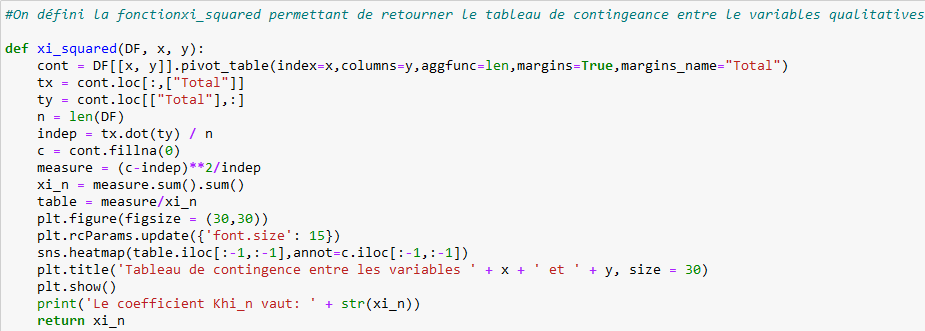 #On défini la fonctionxi_squared permettant de retourner le tableau de contingeance entre le variables qualitatives
def xi_squared(DF, x, y):
    cont = DF[[x, y]].pivot_table(index=x,columns=y,aggfunc=len,margins=True,margins_name="Total")
    tx = cont.loc[:,["Total"]]
    ty = cont.loc[["Total"],:]
    n = len(DF)
    indep = tx.dot(ty) / n
    c = cont.fillna(0)
    measure = (c-indep)**2/indep
    xi_n = measure.sum().sum()
    table = measure/xi_n
    plt.figure(figsize = (30,30))
    plt.rcParams.update({'font.size': 15})
    sns.heatmap(table.iloc[:-1,:-1],annot=c.iloc[:-1,:-1])
    plt.title('Tableau de contingence entre les variables ' + x + ' et ' + y, size = 30)
    plt.show()
    print('Le coefficient Khi_n vaut: ' + str(xi_n))
    return xi_n